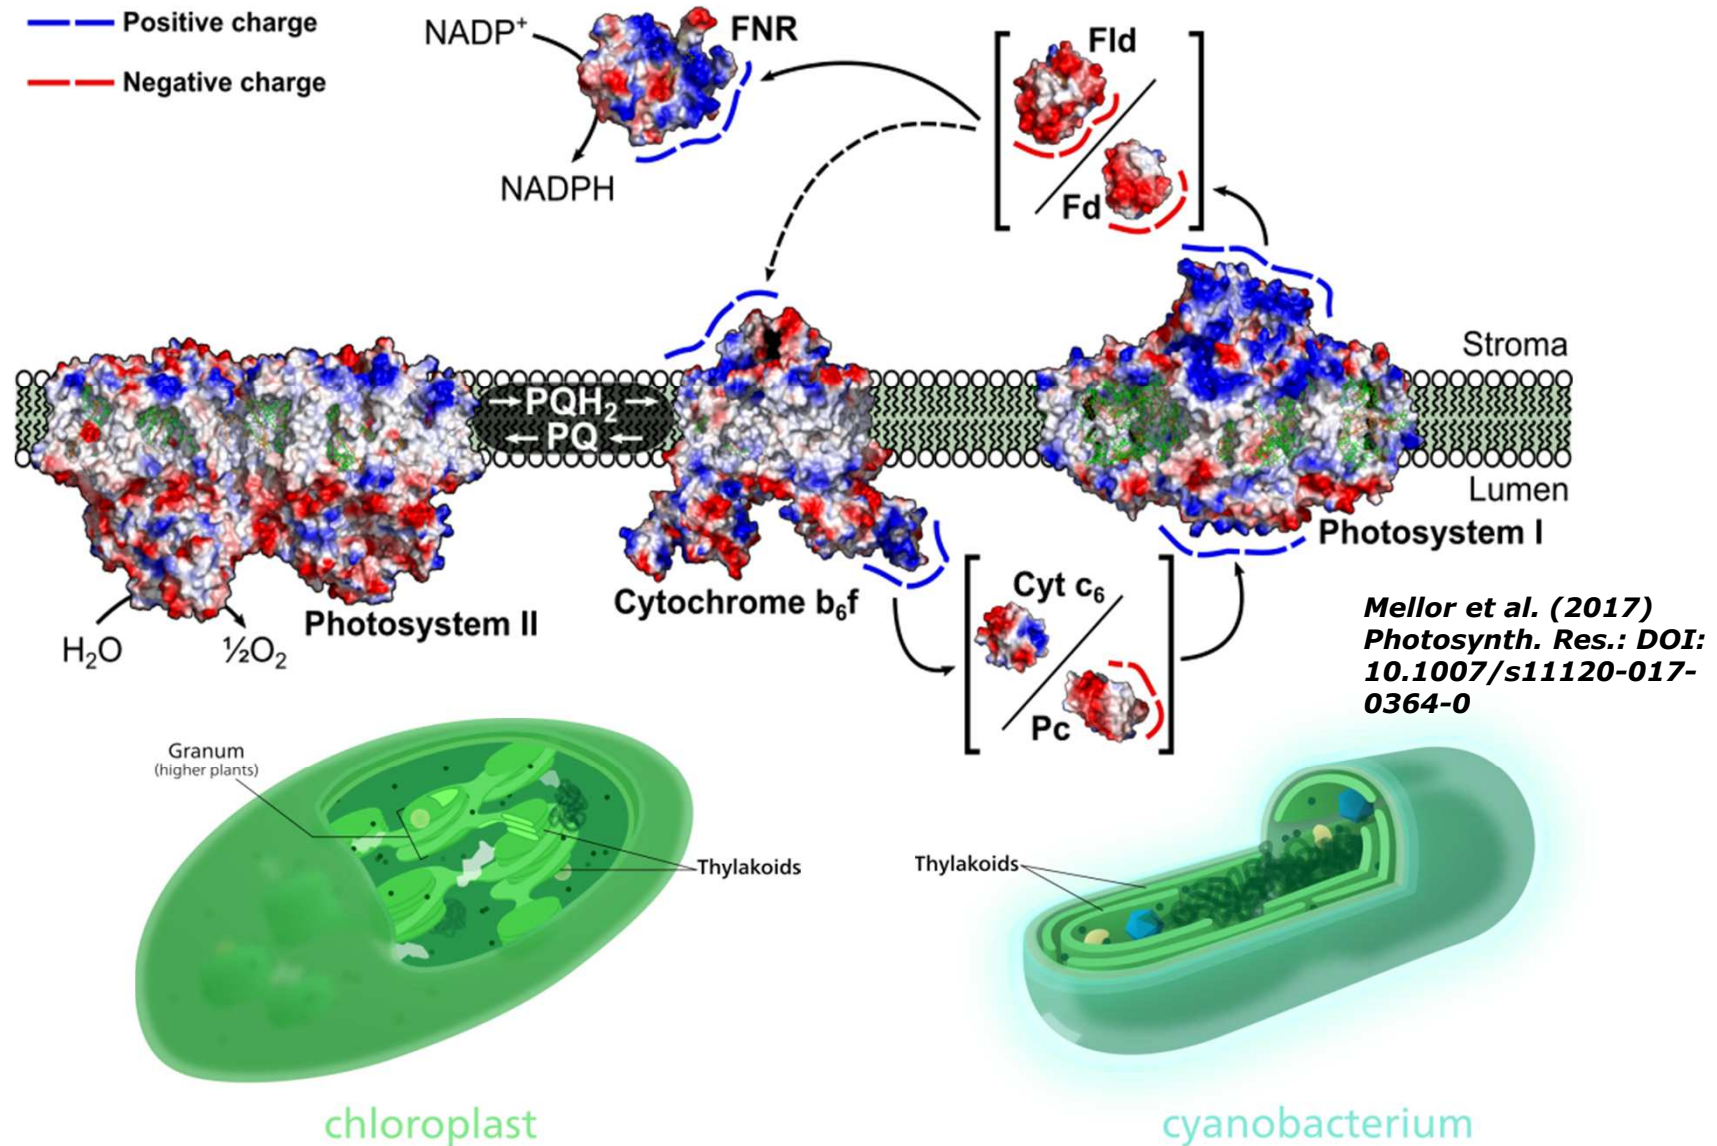 Positive charge
Negative charge
NADP⁺
FNR
NADPH
Fld
Fd
Stroma
→PQH₂→
←PQ←
Lumen
Photosystem I
Cytochrome b₆f
Photosystem II
H₂O
½O₂
Cyt c₆
Pc
Mellor et al. (2017)
Photosynth. Res.: DOI:
10.1007/s11120-017-
0364-0
Granum
(higher plants)
Thylakoids
Thylakoids
chloroplast
cyanobacterium